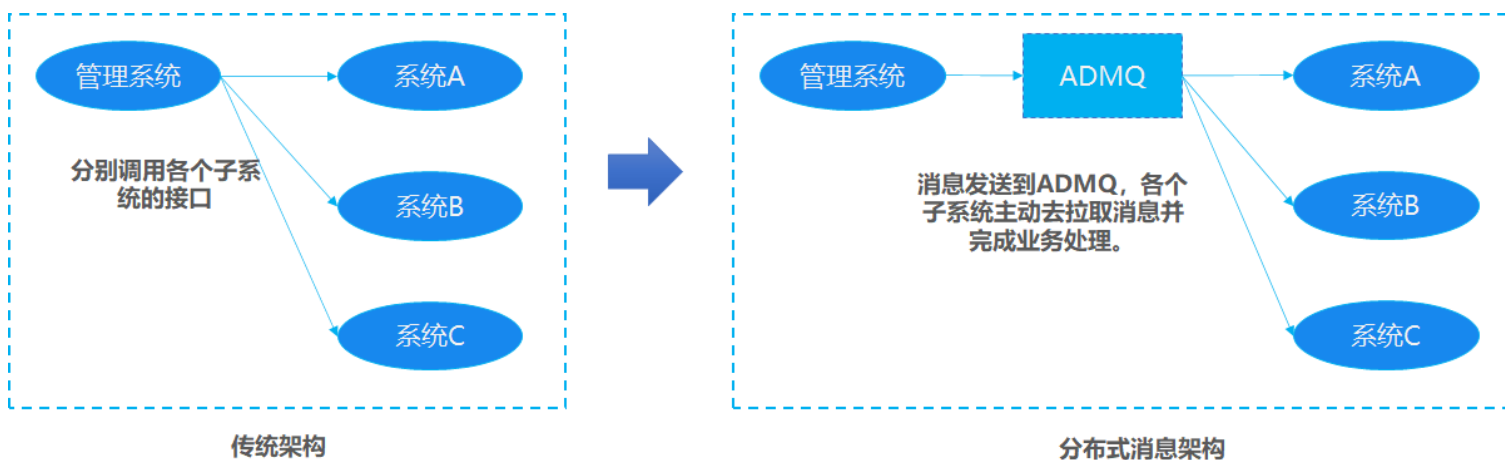 管理系统
系统A
分别调用各个子系
统的接口
系统B
系统C
传统架构
管理系统
ADMQ
系统A
消息发送到ADMQ，各个
子系统主动去拉取消息并
完成业务处理。
系统B
系统C
分布式消息架构